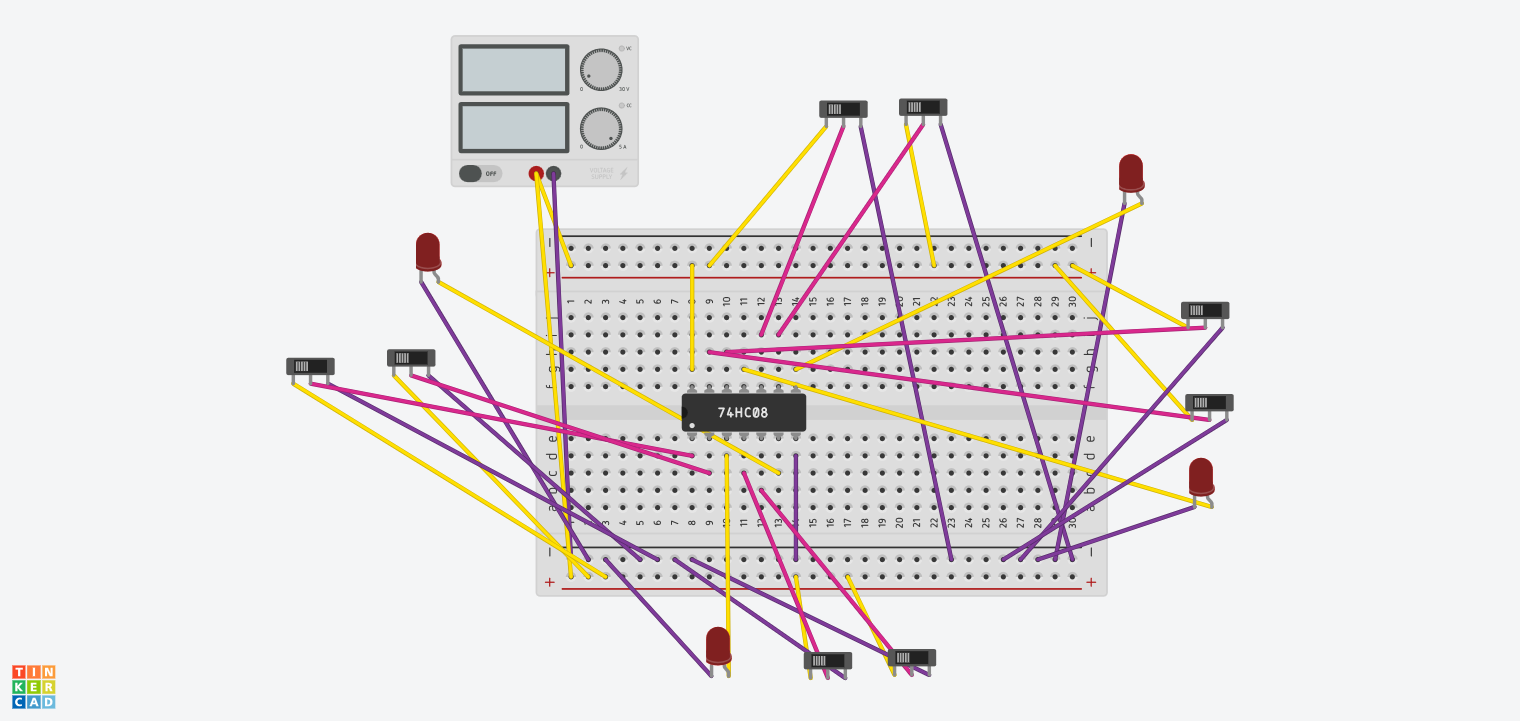 VC
0 30 V
CC
0 5 A
OFF
VOLTAGE
SUPPLY
− −
+ +
1 2 3 4 5 6 7 8 9 10 11 12 13 14 15 16 17 18 19 20 21 22 23 24 25 26 27 28 29 30
j j
i i
h h
g g
f f
74HC08
e e
d d
c c
b b
a a
1 2 3 4 5 6 7 8 9 10 11 12 13 14 15 16 17 18 19 20 21 22 23 24 25 26 27 28 29 30
− −
+ +
TIN
KER
CAD